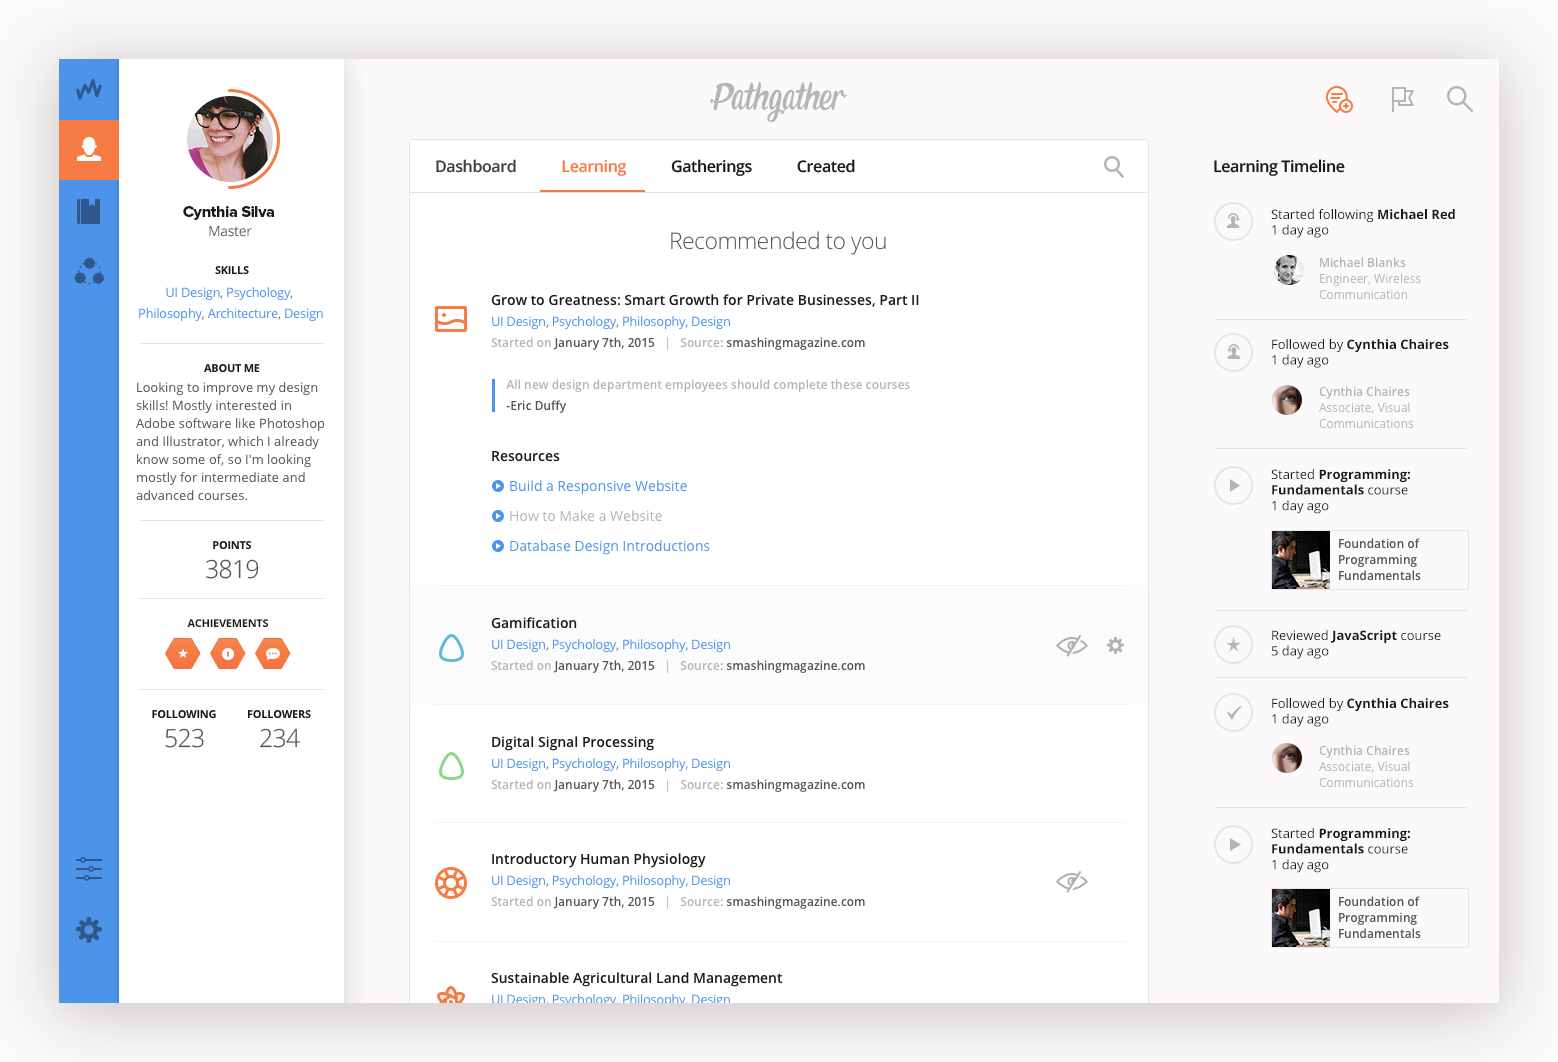 Pathgather
Cynthia Silva
Master
SKILLS
UI Design, Psychology,
Philosophy, Architecture, Design
ABOUT ME
Looking to improve my design
skills! Mostly interested in
Adobe software like Photoshop
and Illustrator, which I already
know some of, so I'm looking
mostly for intermediate and
advanced courses.
POINTS
3819
ACHIEVEMENTS
FOLLOWING FOLLOWERS
523 234
Dashboard Learning Gatherings Created
Recommended to you
Grow to Greatness: Smart Growth for Private Businesses, Part II
UI Design, Psychology, Philosophy, Design
Started on January 7th, 2015 | Source: smashingmagazine.com
All new design department employees should complete these courses
-Eric Duffy
Resources
Build a Responsive Website
How to Make a Website
Database Design Introductions
Gamification
UI Design, Psychology, Philosophy, Design
Started on January 7th, 2015 | Source: smashingmagazine.com
Digital Signal Processing
UI Design, Psychology, Philosophy, Design
Started on January 7th, 2015 | Source: smashingmagazine.com
Introductory Human Physiology
UI Design, Psychology, Philosophy, Design
Started on January 7th, 2015 | Source: smashingmagazine.com
Sustainable Agricultural Land Management
UI Design, Psychology, Philosophy, Design
Learning Timeline
Started following Michael Red
1 day ago
Michael Blanks
Engineer, Wireless
Communication
Followed by Cynthia Chaires
1 day ago
Cynthia Chaires
Associate, Visual
Communications
Started Programming:
Fundamentals course
1 day ago
Foundation of
Programming
Fundamentals
Reviewed JavaScript course
5 day ago
Followed by Cynthia Chaires
1 day ago
Cynthia Chaires
Associate, Visual
Communications
Started Programming:
Fundamentals course
1 day ago
Foundation of
Programming
Fundamentals